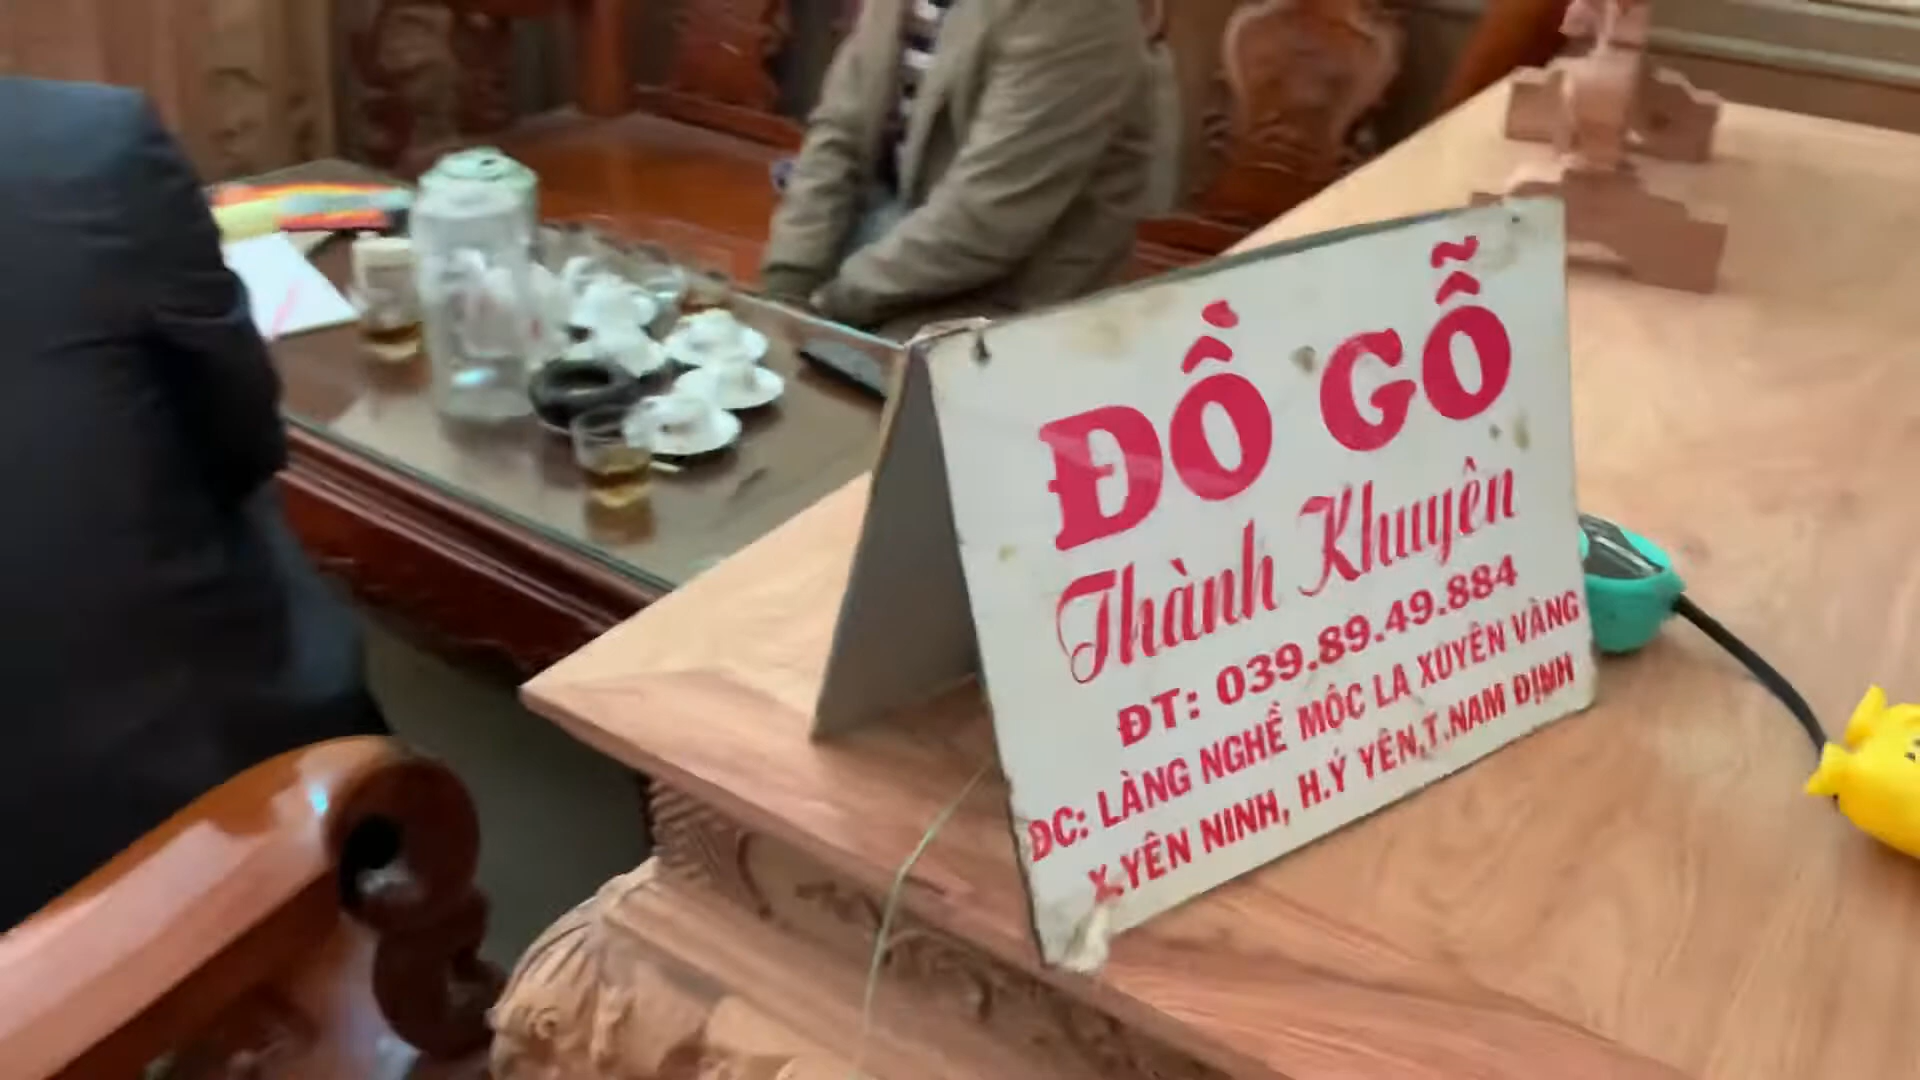 ĐỒ GỖ
Thành Khuyên
ĐT: 039.89.49.884
ĐC: LÀNG NGHỀ MỘC LA XUYÊN VÀNG
X.YÊN NINH, H.Ý YÊN,T.NAM ĐỊNH